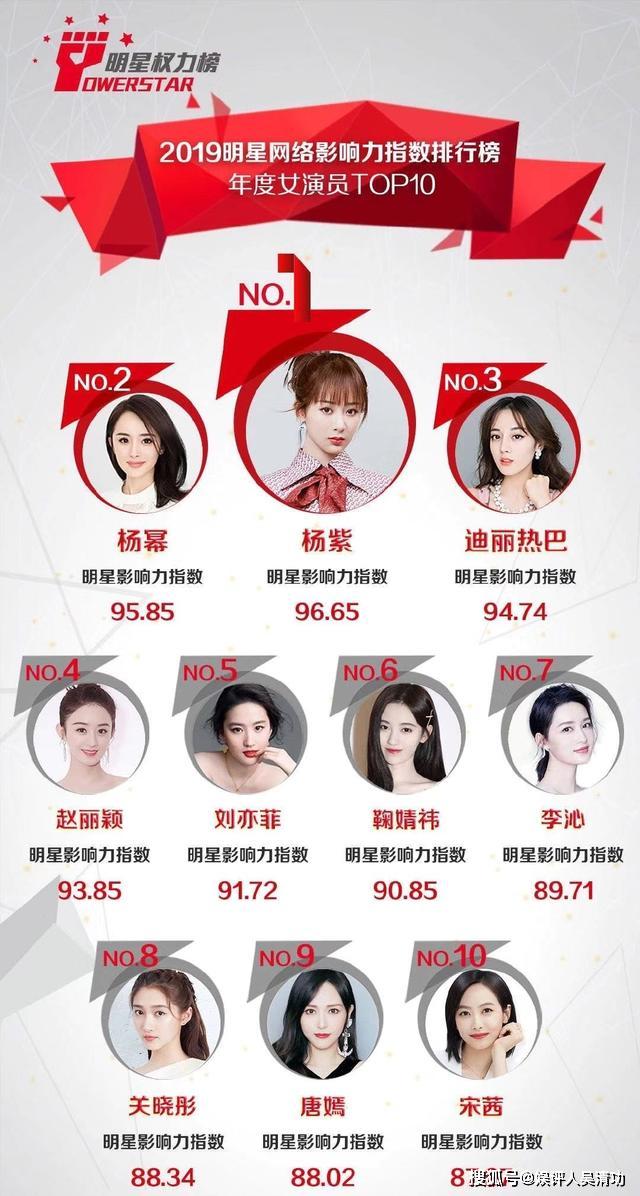 明星权力榜
POWERSTAR
2019明星网络影响力指数排行榜
年度女演员TOP10
NO.1
NO.2
NO.3
杨幂
杨紫
迪丽热巴
明星影响力指数
明星影响力指数
明星影响力指数
95.85
96.65
94.74
NO.4
NO.5
NO.6
NO.7
赵丽颖
刘亦菲
鞠婧祎
李沁
明星影响力指数
明星影响力指数
明星影响力指数
明星影响力指数
93.85
91.72
90.85
89.71
NO.8
NO.9
NO.10
关晓彤
唐嫣
宋茜
明星影响力指数
明星影响力指数
明星影响力指数
88.34
88.02
搜狐号@娱评人吴清功